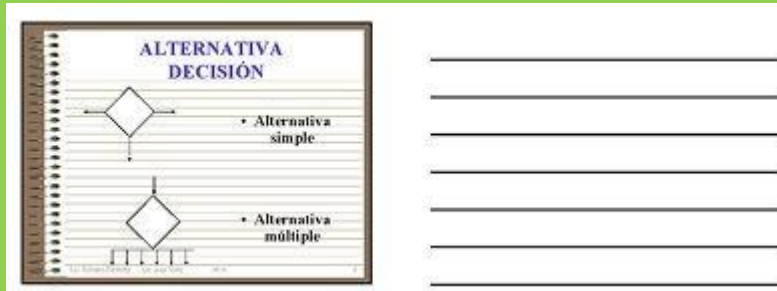 ALTERNATIVA
DECISIÓN
• Alternativa
simple
• Alternativa
múltiple